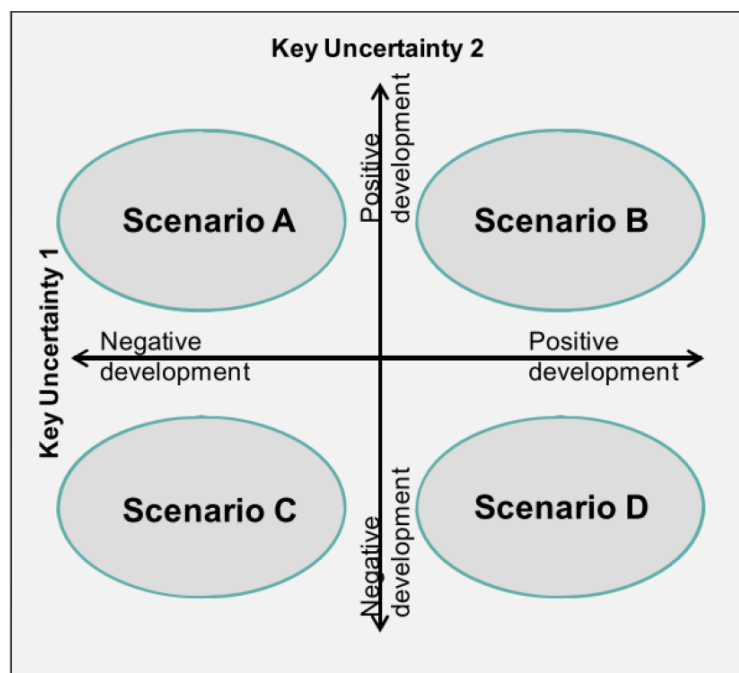 Key Uncertainty 2
Positive
development
Scenario A
Scenario B
Key Uncertainty 1
Negative
development
Positive
development
Scenario C
Scenario D
Negative
development